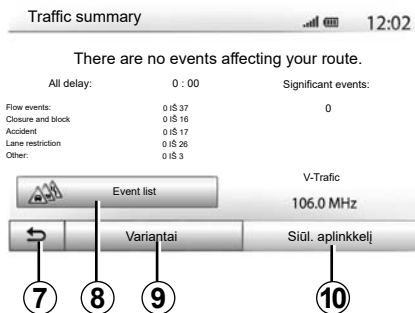 Traffic summary 12:02
There are no events affecting your route.
All delay: 0 : 00 Significant events:
Flow events: 0 IŠ 37 0
Closure and block 0 IŠ 16
Accident 0 IŠ 17
Lane restriction 0 IŠ 26
Other: 0 IŠ 3
Event list V-Trafic
106.0 MHz
Variantai Siūl. aplinkkelį
7 8 9 10